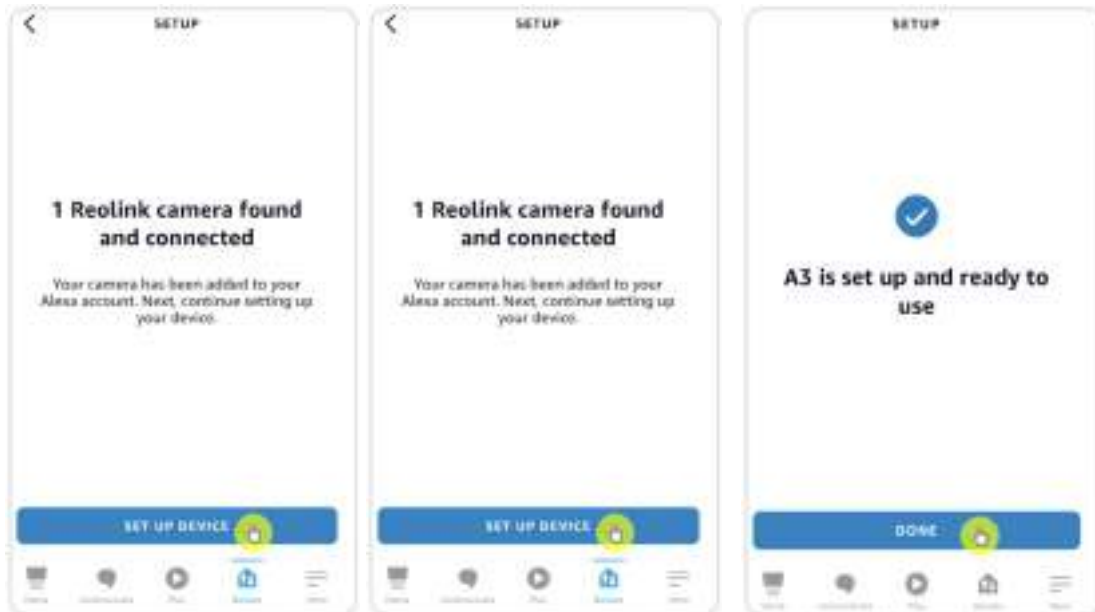 SETUP
1 Reolink camera found
and connected
Your camera has been added to your
Alexa account. Next, continue setting up
your device.
SET UP DEVICE
SETUP
1 Reolink camera found
and connected
Your camera has been added to your
Alexa account. Next, continue setting up
your device.
SET UP DEVICE
SETUP
A3 is set up and ready to
use
DONE